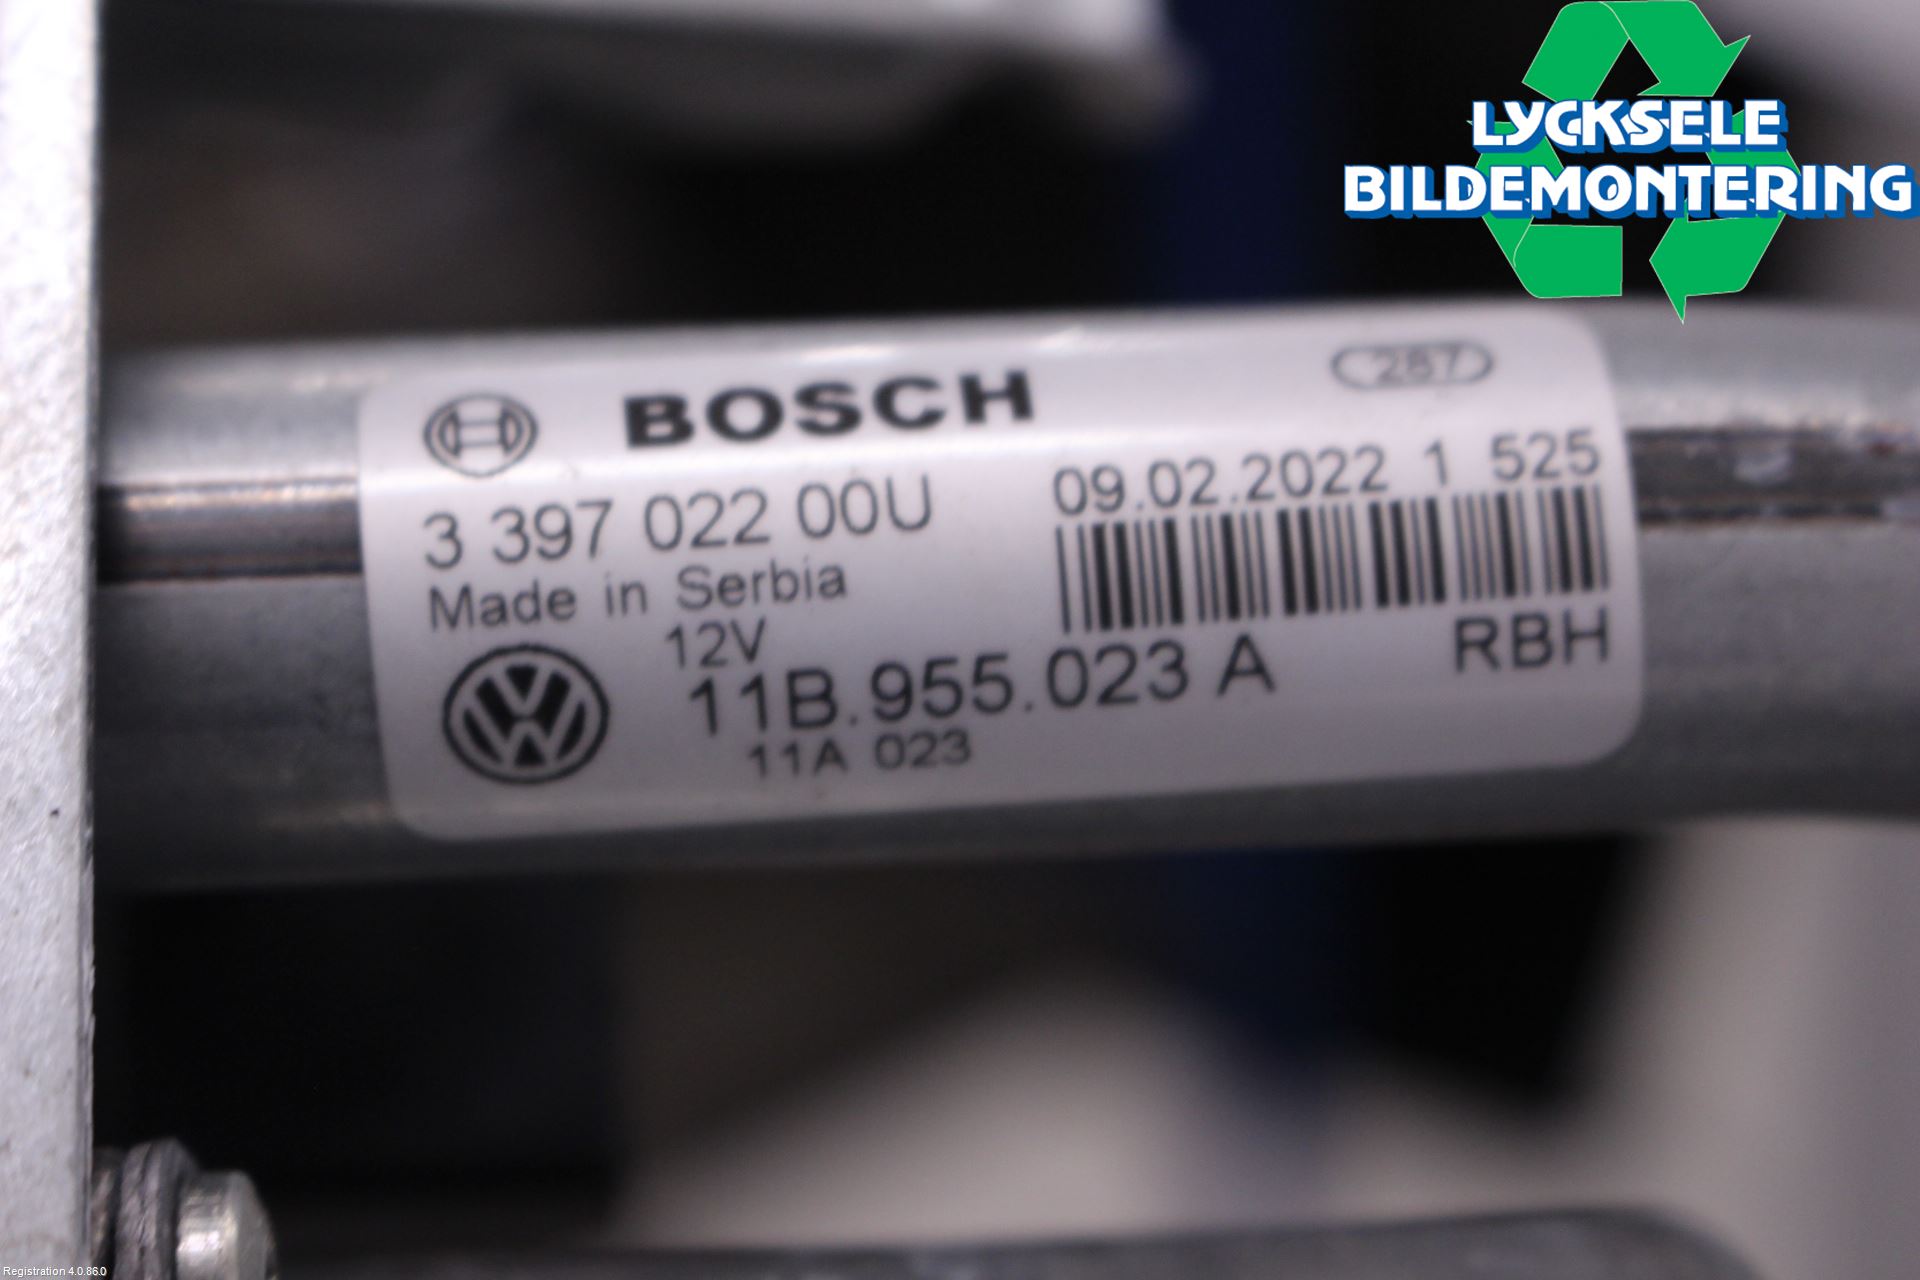 LYCKSELE
BILDEMONTERING
BOSCH
287
3 397 022 00U
09.02.2022 1 525
Made in Serbia
12V
RBH
11B.955.023 A
11A 023
Registration 4.0.86.0